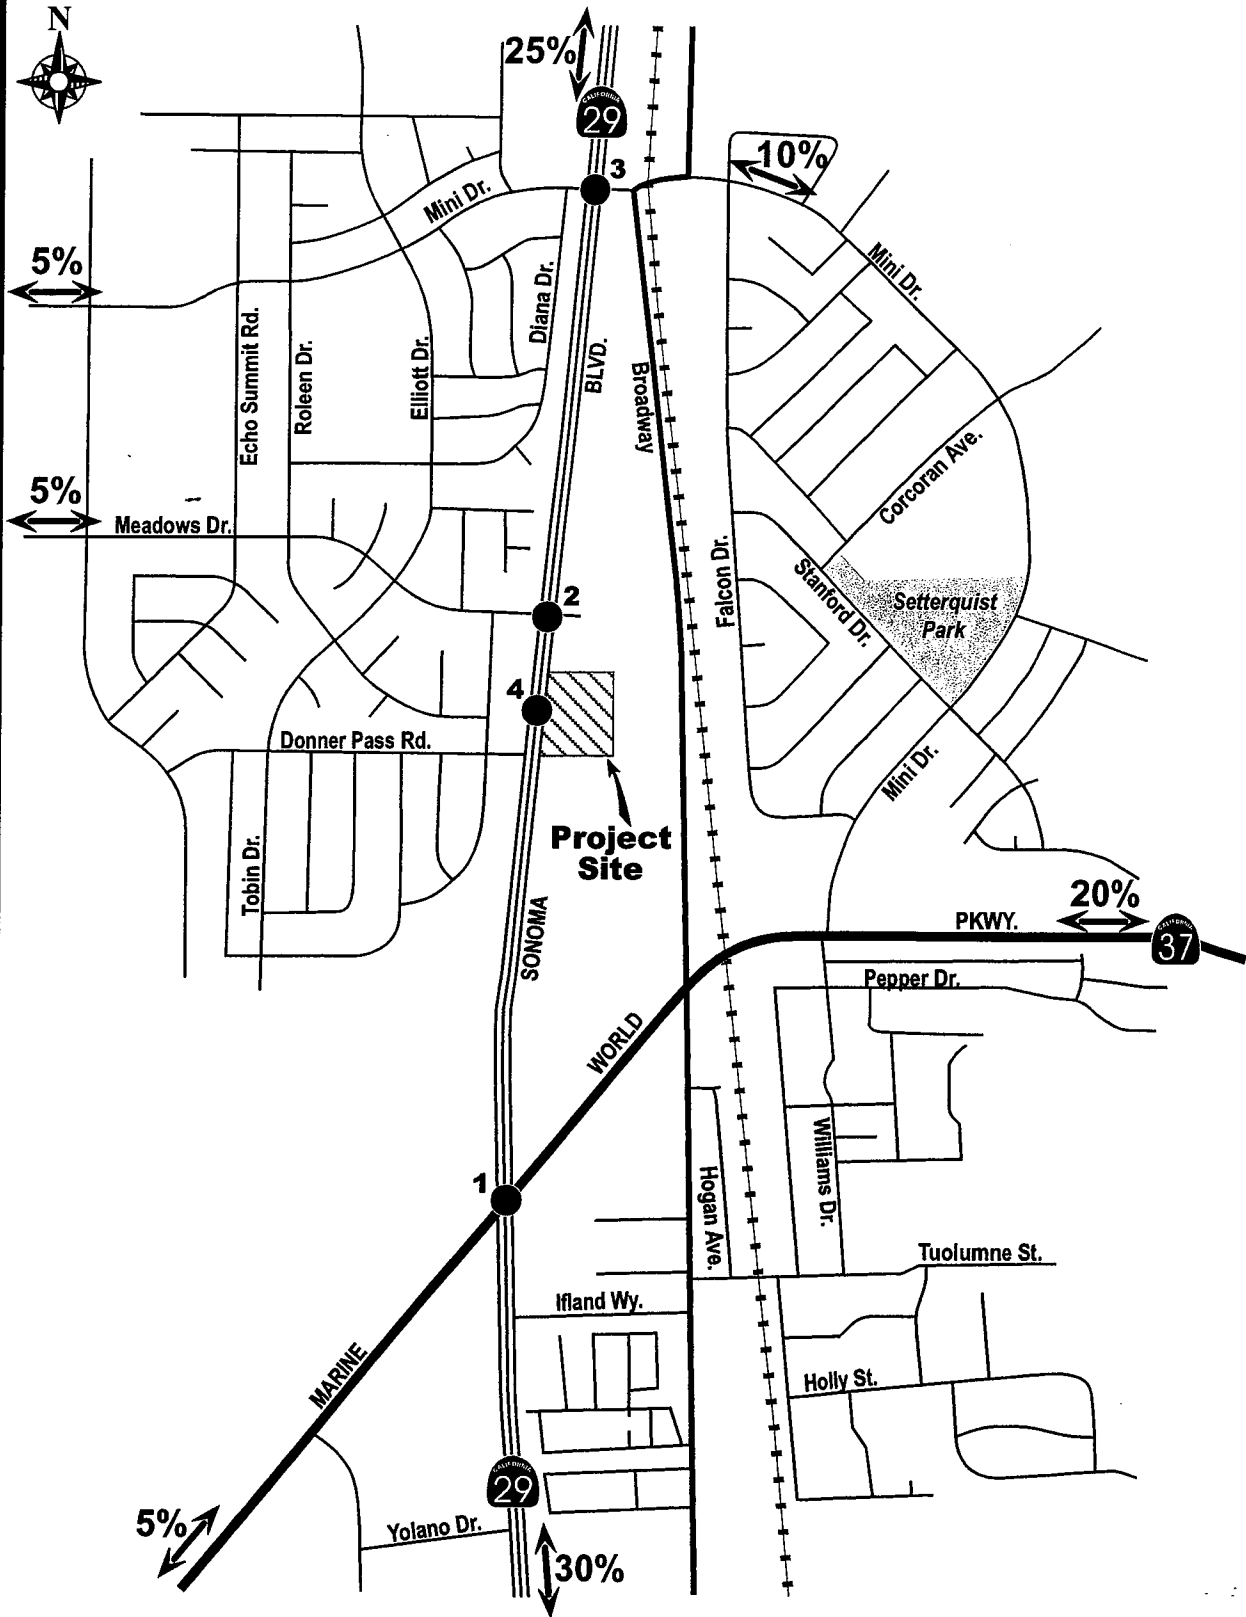 N
25%
CALIFORNIA
29
3
10%
Mini Dr.
5%
Mini Dr.
Diana Dr.
Echo Summit Rd.
Roleen Dr.
Elliott Dr.
BLVD.
Broadway
Corcoran Ave.
5%
Meadows Dr.
Falcon Dr.
Stanford Dr.
Setterquist
Park
2
4
Donner Pass Rd.
Mini Dr.
Project
Site
Tobin Dr.
SONOMA
20%
PKWY.
CALIFORNIA
37
Pepper Dr.
WORLD
Williams Dr.
Hogan Ave.
1
Tuolumne St.
Ifland Wy.
MARINE
Holly St.
CALIFORNIA
29
5%
Yolano Dr.
30%